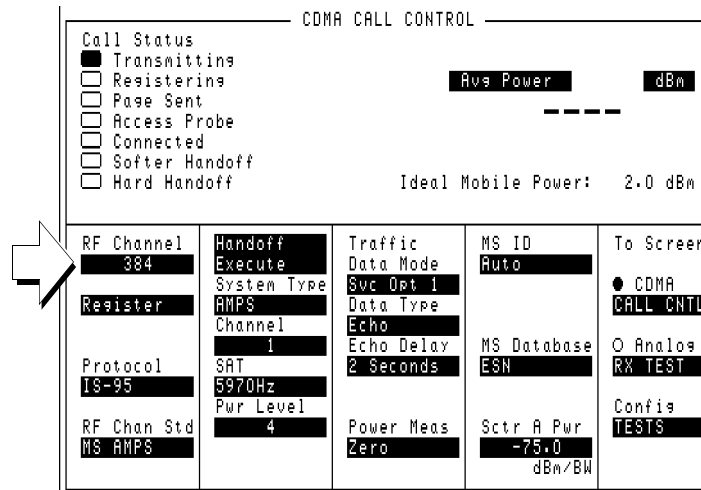 CDMA CALL CONTROL
Call Status
Transmitting
Registering
Page Sent
Access Probe
Connected
Softer Handoff
Hard Handoff
Avg Power dBm
----
Ideal Mobile Power: 2.0 dBm
RF Channel
384
Register
Protocol
IS-95
RF Chan Std
MS AMPS
Handoff
Execute
System Type
AMPS
Channel
1
SAT
5970Hz
Pwr Level
4
Traffic
Data Mode
Svc Opt 1
Data Type
Echo
Echo Delay
2 Seconds
Power Meas
Zero
MS ID
Auto
MS Database
ESN
Sctr A Pwr
-75.0
dBm/BW
To Screen
CDMA
CALL CNTL
Analog
RX TEST
Config
TESTS